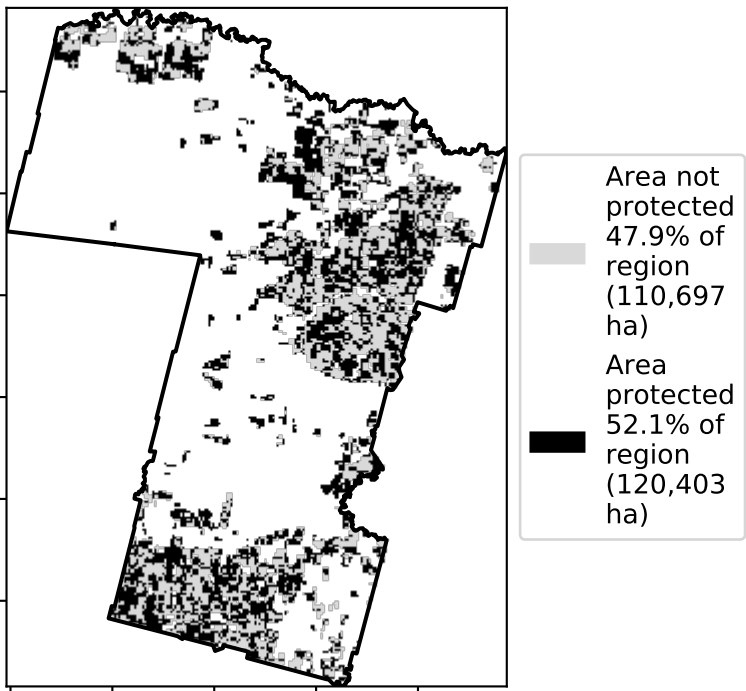 Area not
protected
47.9% of
region
(110,697
ha)
Area
protected
52.1% of
region
(120,403
ha)